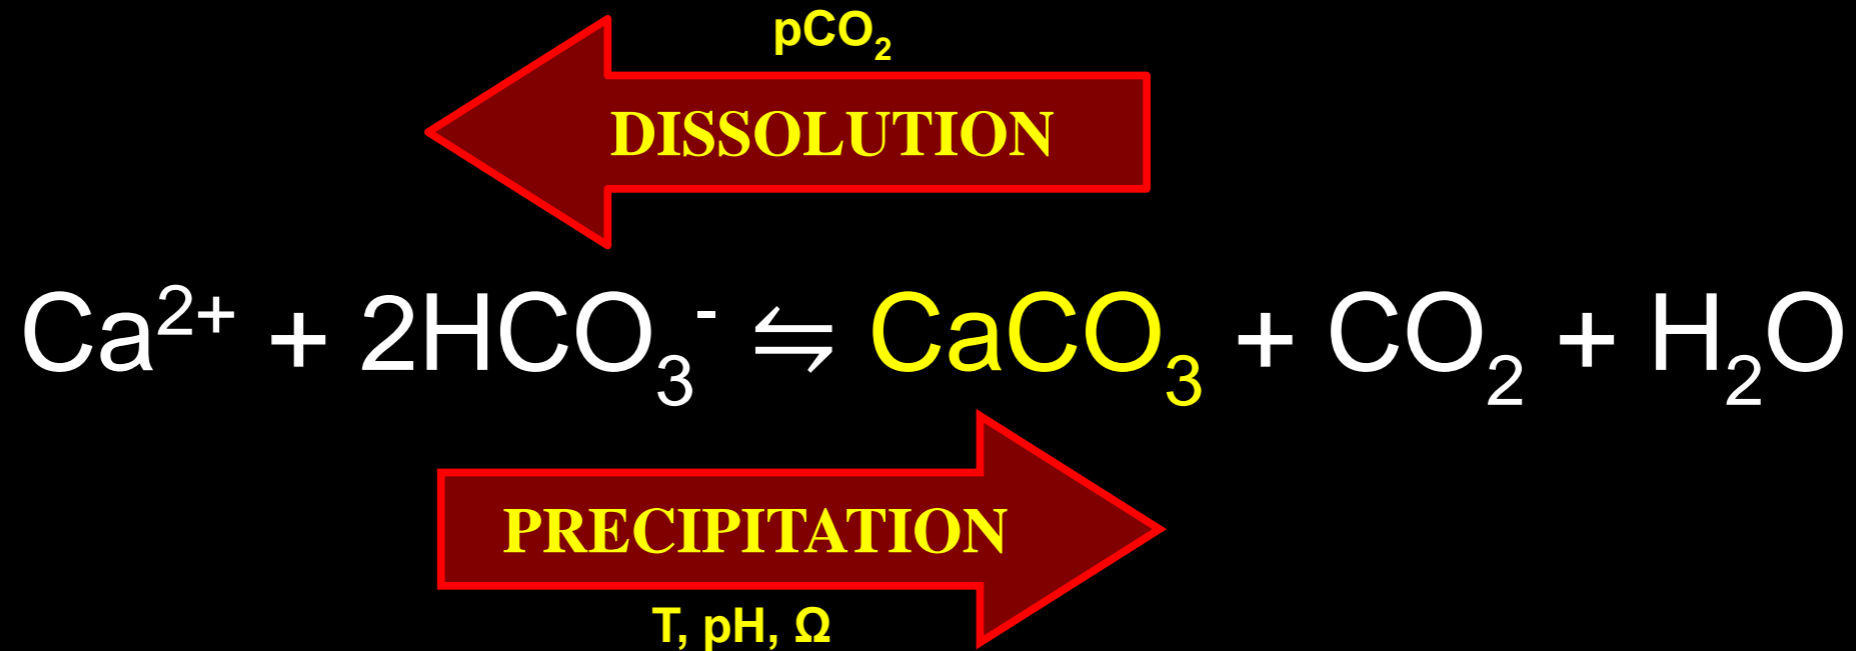 pCO₂
DISSOLUTION
Ca²⁺ + 2HCO₃⁻ ⇋ CaCO₃ + CO₂ + H₂O
PRECIPITATION
T, pH, Ω